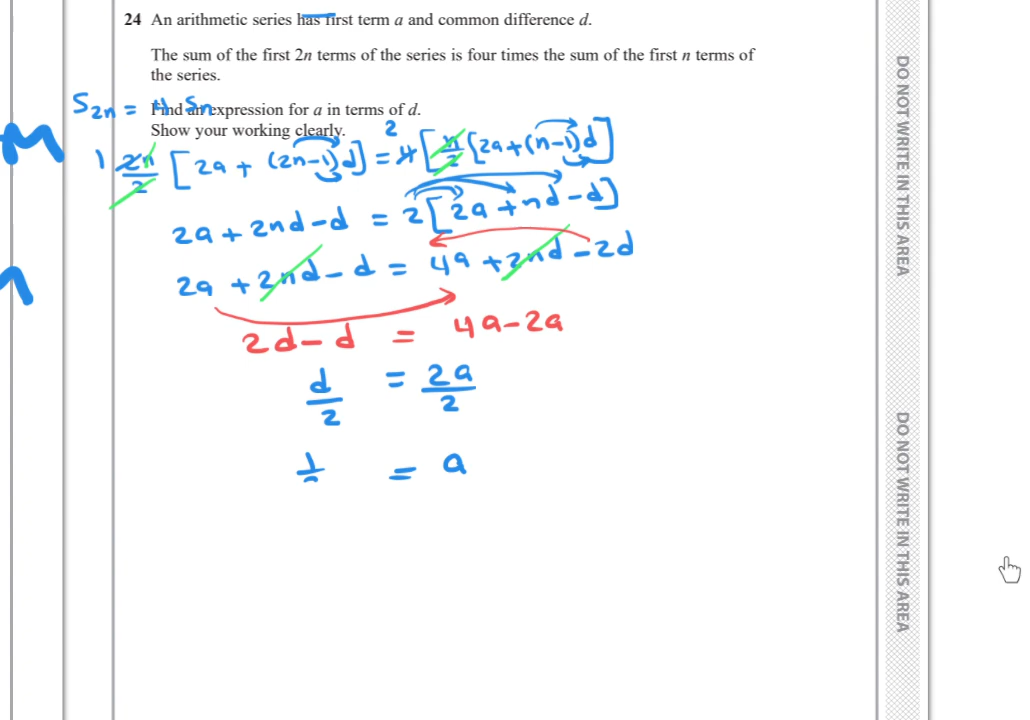 24 An arithmetic series has first term a and common difference d.
The sum of the first 2n terms of the series is four times the sum of the first n terms of
the series.
S2n = 4 Sn
Find an expression for a in terms of d.
Show your working clearly.
1 2n/2 [2a + (2n-1)d] = 4 2 [n/2 [2a+(n-1)d]
2a + 2nd - d = 2[2a + nd - d]
2a + 2nd - d = 4a + 2nd - 2d
2d - d = 4a - 2a
d/2 = 2a/2
= a
DO NOT WRITE IN THIS AREA
DO NOT WRITE IN THIS AREA